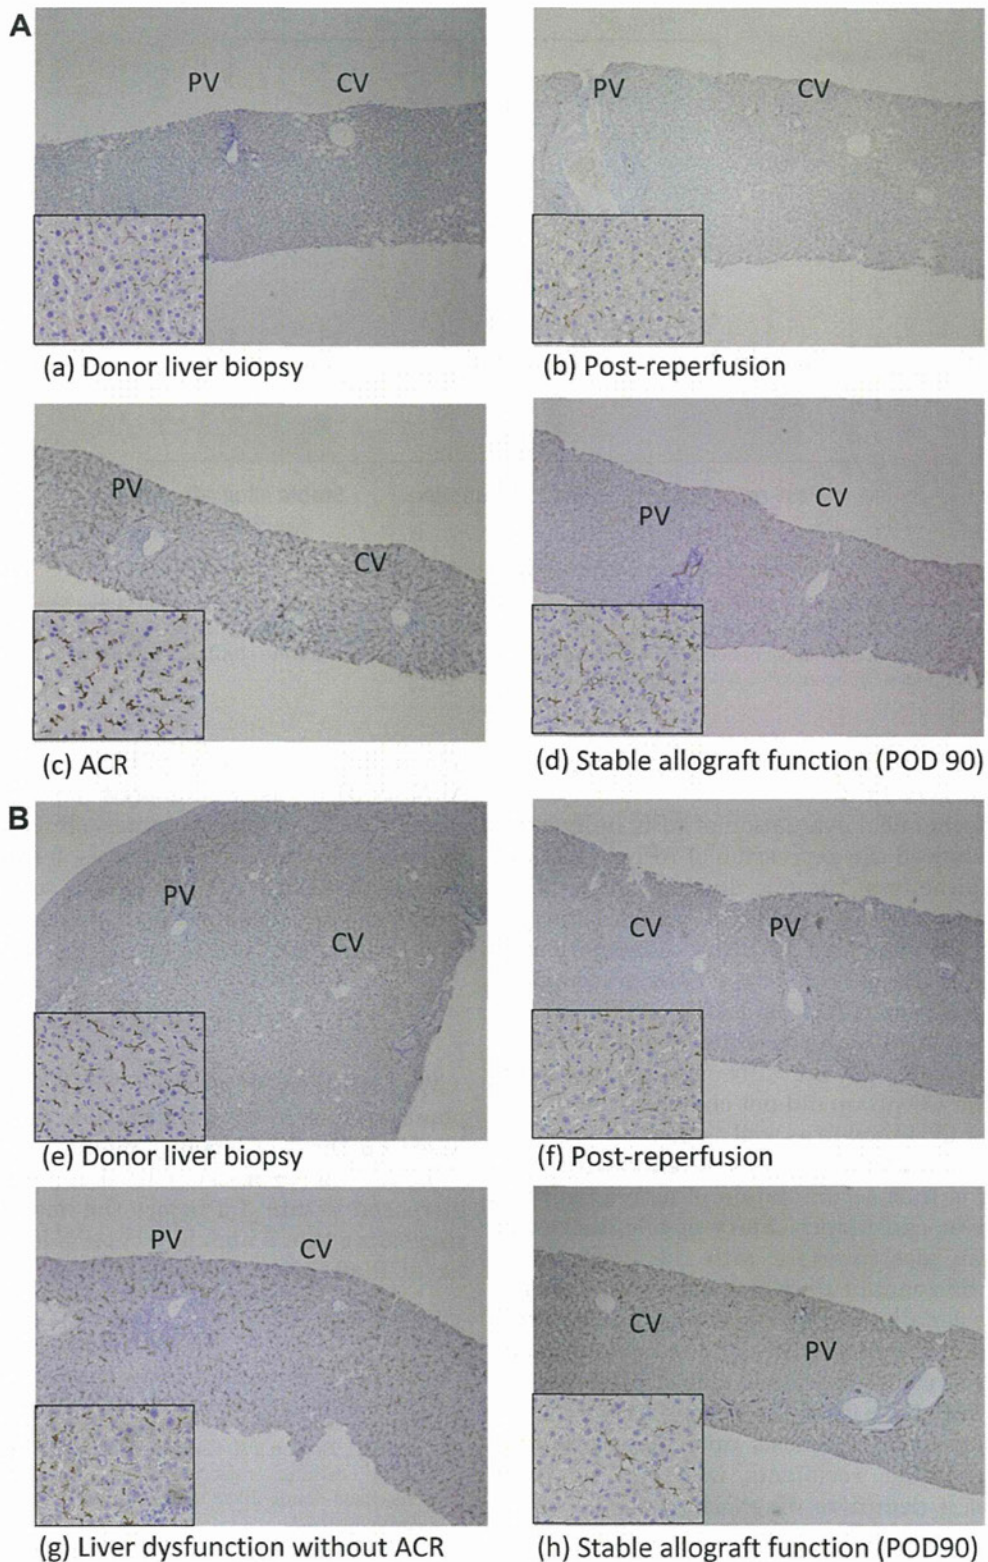 A
PV CV
PV CV
(a) Donor liver biopsy
(b) Post-reperfusion
PV
CV
PV
CV
(c) ACR
(d) Stable allograft function (POD 90)
B
PV
CV
CV PV
(e) Donor liver biopsy
(f) Post-reperfusion
PV CV
CV
PV
(g) Liver dysfunction without ACR
(h) Stable allograft function (POD90)